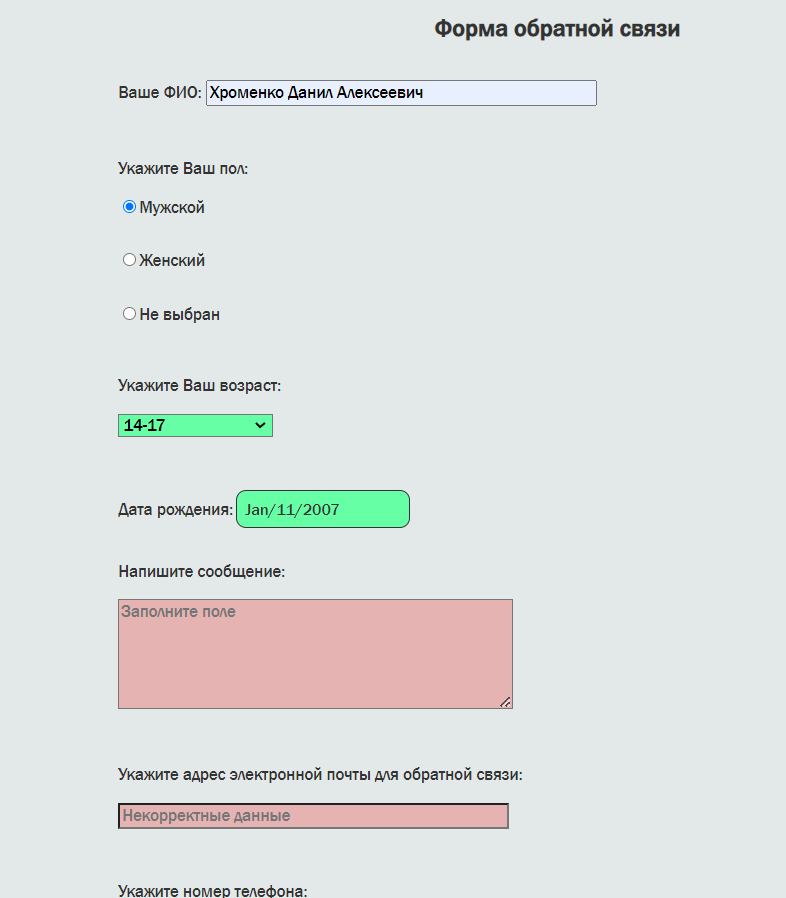 Форма обратной связи
Ваше ФИО: Хроменко Данил Алексеевич
Укажите Ваш пол:
Мужской
Женский
Не выбран
Укажите Ваш возраст:
14-17
Дата рождения: Jan/11/2007
Напишите сообщение:
Заполните поле
Укажите адрес электронной почты для обратной связи:
Некорректные данные
Укажите номер телефона: